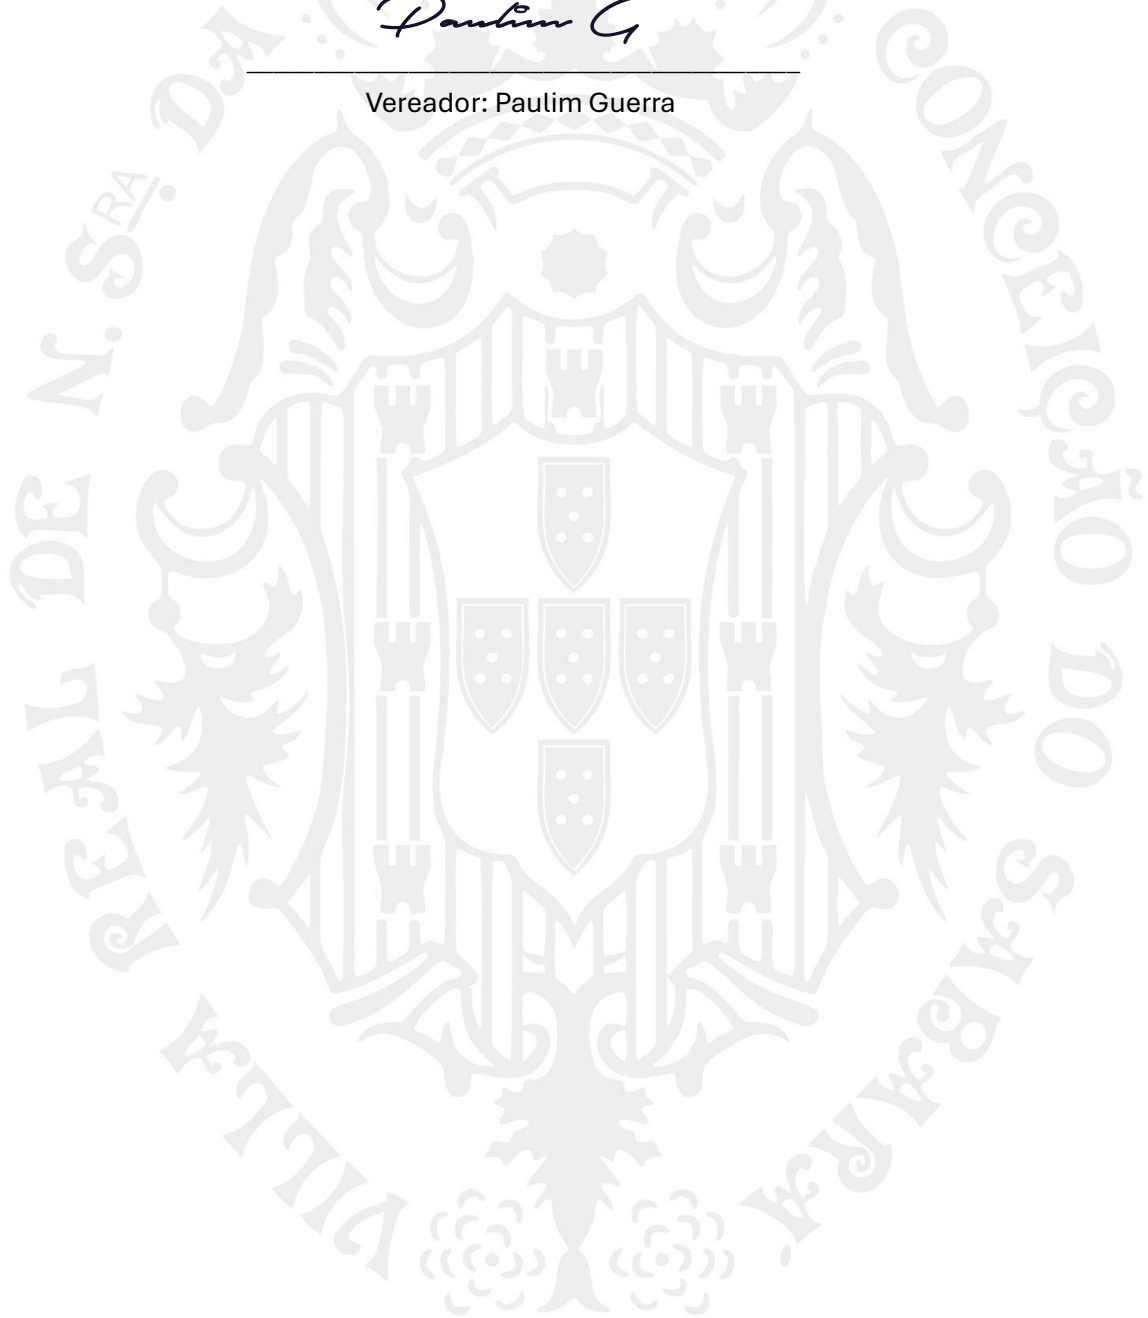 Paulim G
Vereador: Paulim Guerra
VILLA REAL DE N. SRA. DA CONCEIÇÃO DO SABARÁ.